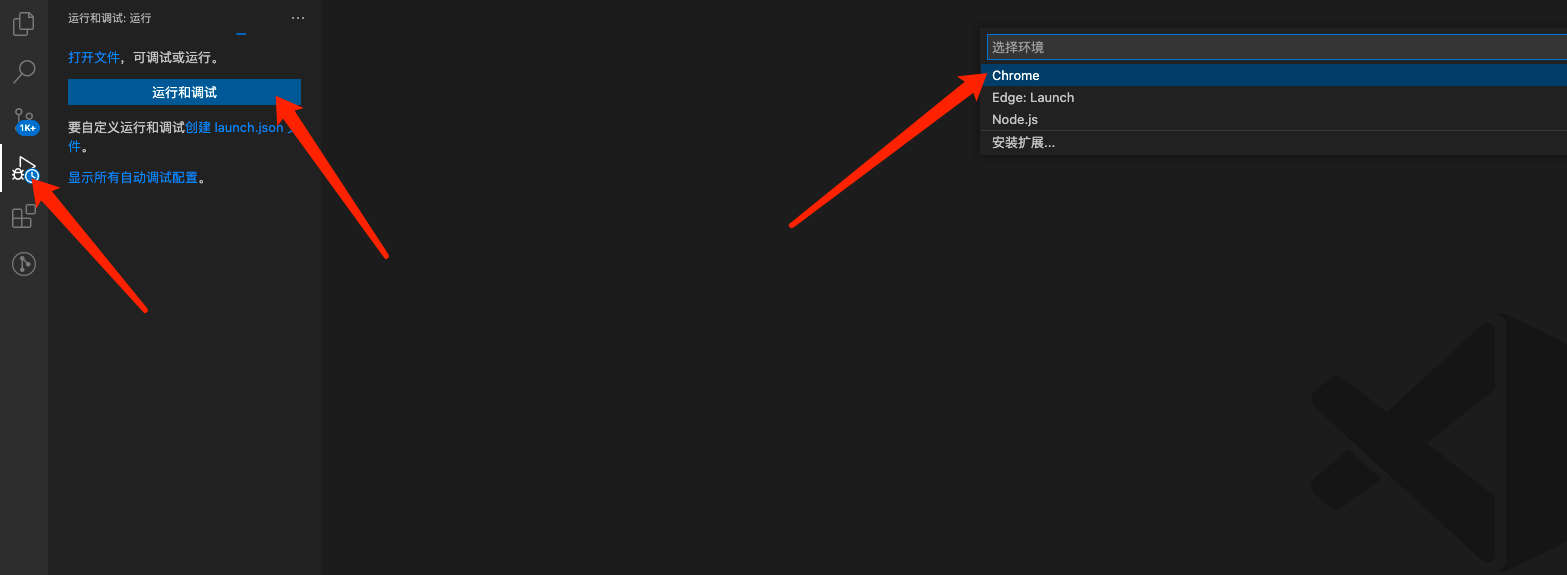 运行和调试: 运行
打开文件，可调试或运行。
运行和调试
要自定义运行和调试创建 launch.json
件。
显示所有自动调试配置。
1K+
选择环境
Chrome
Edge: Launch
Node.js
安装扩展...